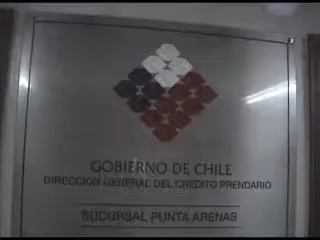 GOBIERNO DE CHILE
DIRECCION GENERAL DEL CREDITO PRENDARIO
SUCURSAL PUNTA ARENAS